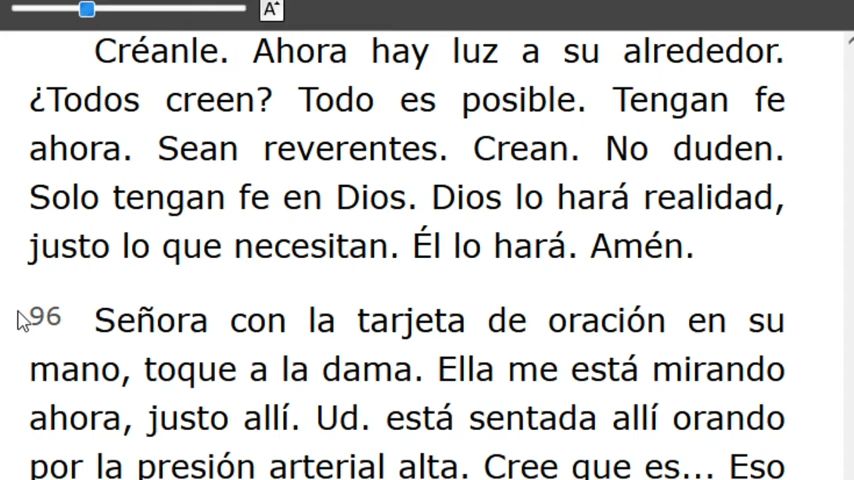 A
Créanle. Ahora hay luz a su alrededor.
¿Todos creen? Todo es posible. Tengan fe
ahora. Sean reverentes. Crean. No duden.
Solo tengan fe en Dios. Dios lo hará realidad,
justo lo que necesitan. Él lo hará. Amén.
96 Señora con la tarjeta de oración en su
mano, toque a la dama. Ella me está mirando
ahora, justo allí. Ud. está sentada allí orando
por la presión arterial alta. Cree que es... Eso